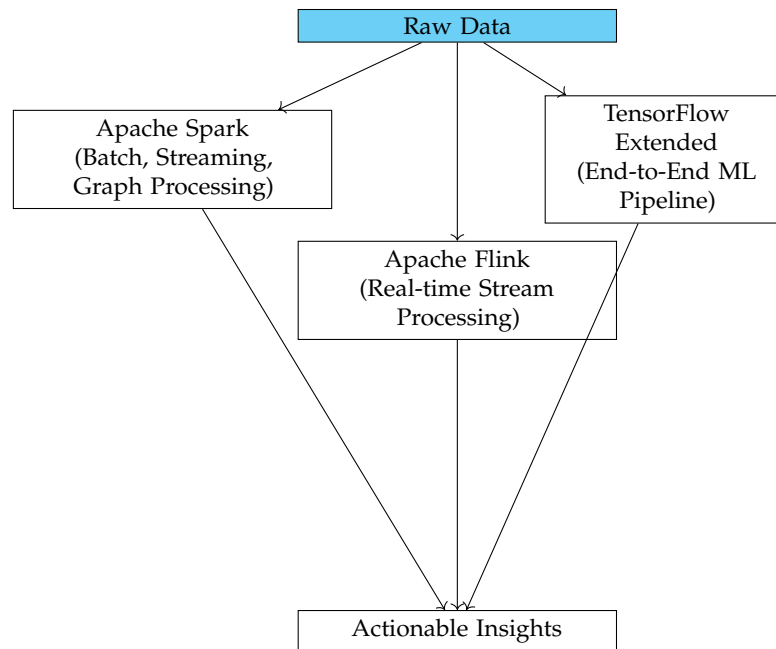 Raw Data
Apache Spark
(Batch, Streaming,
Graph Processing)
TensorFlow
Extended
(End-to-End ML
Pipeline)
Apache Flink
(Real-time Stream
Processing)
Actionable Insights